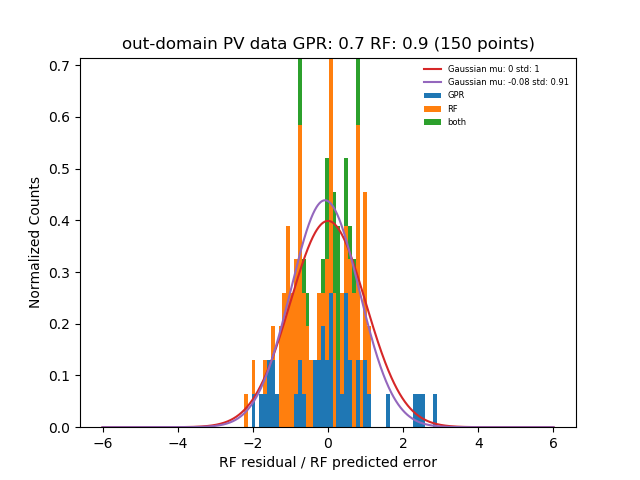 out-domain PV data GPR: 0.7 RF: 0.9 (150 points)
Gaussian mu: 0 std: 1
Gaussian mu: -0.08 std: 0.91
GPR
RF
both
Normalized Counts
0.7
0.6
0.5
0.4
0.3
0.2
0.1
0.0
−6 −4 −2 0 2 4 6
RF residual / RF predicted error